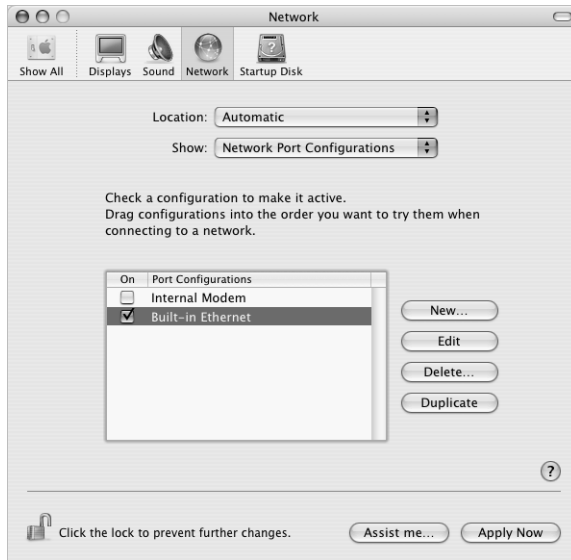 Network
Show All
Displays
Sound
Network
Startup Disk
Location: Automatic
Show: Network Port Configurations
Check a configuration to make it active.
Drag configurations into the order you want to try them when
connecting to a network.
On Port Configurations
Internal Modem
Built-in Ethernet
New...
Edit
Delete...
Duplicate
?
Click the lock to prevent further changes.
Assist me...
Apply Now